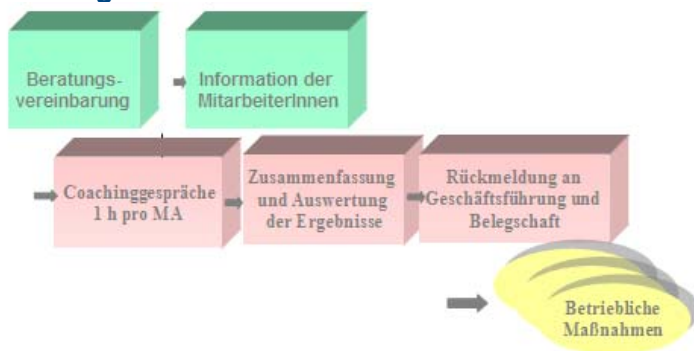 Beratungs-
vereinbarung
Information der
MitarbeiterInnen
Coachinggespräche
1 h pro MA
Zusammenfassung
und Auswertung
der Ergebnisse
Rückmeldung an
Geschäftsführung und
Belegschaft
Betriebliche
Maßnahmen